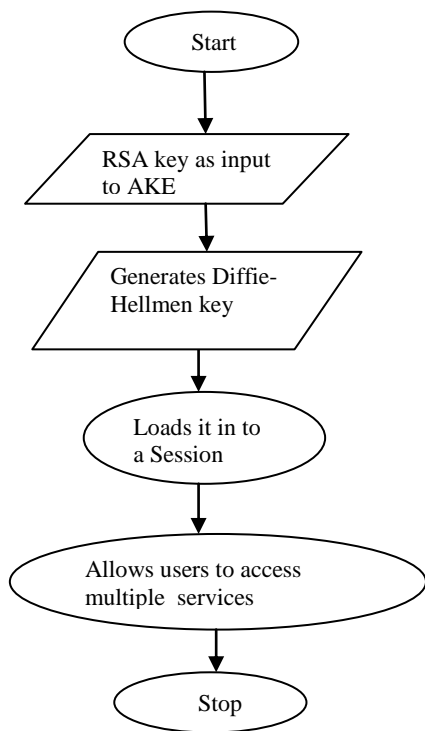 Start
RSA key as input
to AKE
Generates Diffie-
Hellmen key
Loads it in to
a Session
Allows users to access
multiple services
Stop